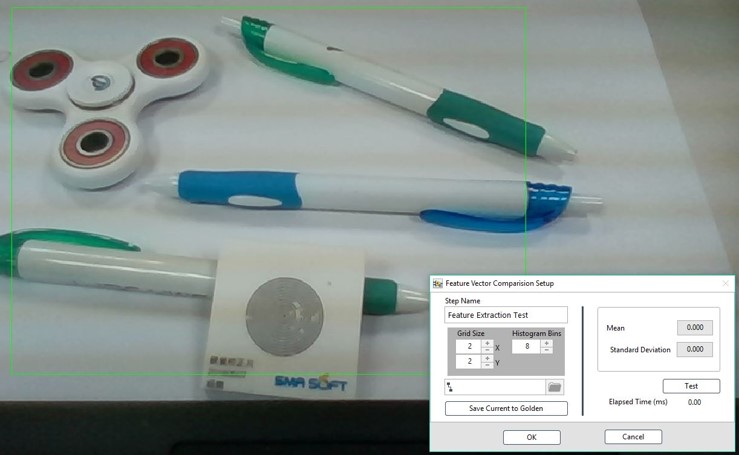 Feature Vector Comparision Setup
Step Name
Feature Extraction Test
Grid Size
Histogram Bins
2
X
8
2
Y
Save Current to Golden
Mean
0.000
Standard Deviation
0.000
Test
Elapsed Time (ms)
0.00
OK
Cancel
SMA SOFT